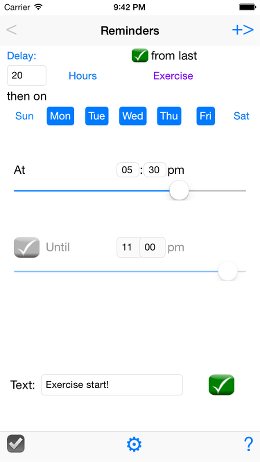 Carrier 9:42 PM
< Reminders +>
Delay: from last
20 Hours Exercise
then on
Sun Mon Tue Wed Thu Fri Sat
At 05 : 30 pm
Until 11 00 pm
Text: Exercise start!
?